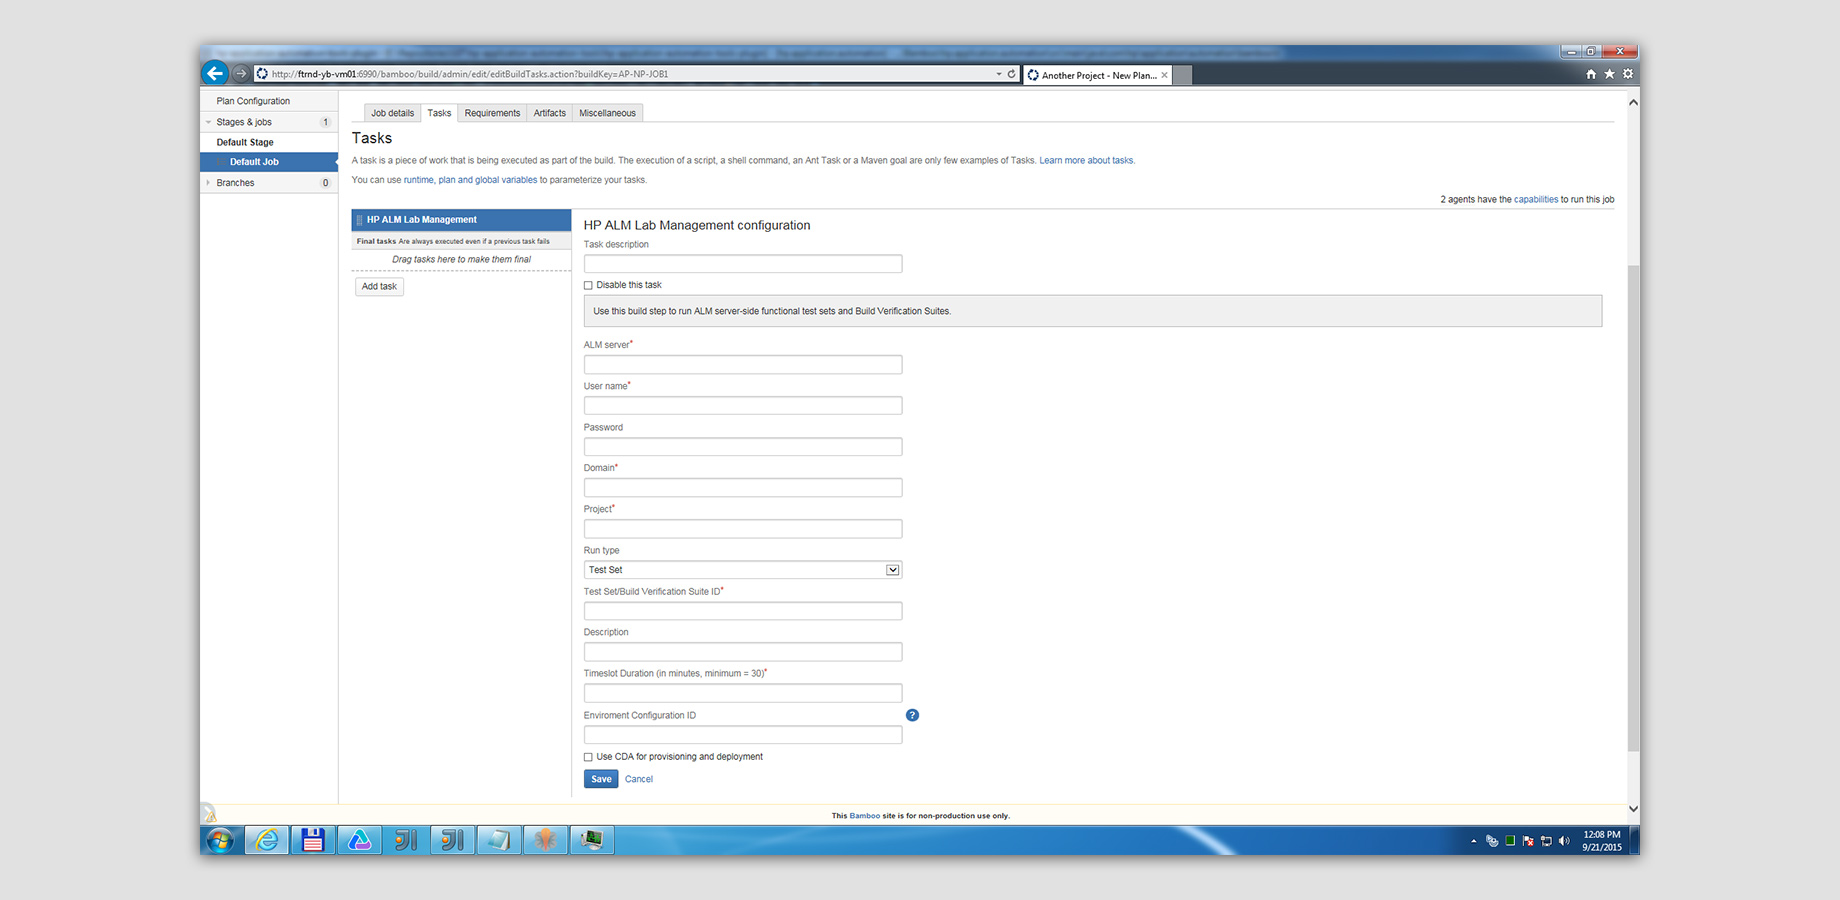 http://ftrnd-yb-vm01:6990/bamboo/build/admin/edit/editBuildTasks.action?buildKey=AP-NP-JOB1
Another Project - New Plan...
Plan Configuration
Stages & jobs 1
Default Stage
Default Job
Branches 0
Job details Tasks Requirements Artifacts Miscellaneous
Tasks
A task is a piece of work that is being executed as part of the build. The execution of a script, a shell command, an Ant Task or a Maven goal are only few examples of Tasks. Learn more about tasks.
You can use runtime, plan and global variables to parameterize your tasks.
2 agents have the capabilities to run this job
HP ALM Lab Management
Final tasks Are always executed even if a previous task fails
Drag tasks here to make them final
Add task
HP ALM Lab Management configuration
Task description
Disable this task
Use this build step to run ALM server-side functional test sets and Build Verification Suites.
ALM server*
User name*
Password
Domain*
Project*
Run type
Test Set
Test Set/Build Verification Suite ID*
Description
Timeslot Duration (in minutes, minimum = 30)*
Enviroment Configuration ID ?
Use CDA for provisioning and deployment
Save Cancel
This Bamboo site is for non-production use only.
12:08 PM
9/21/2015